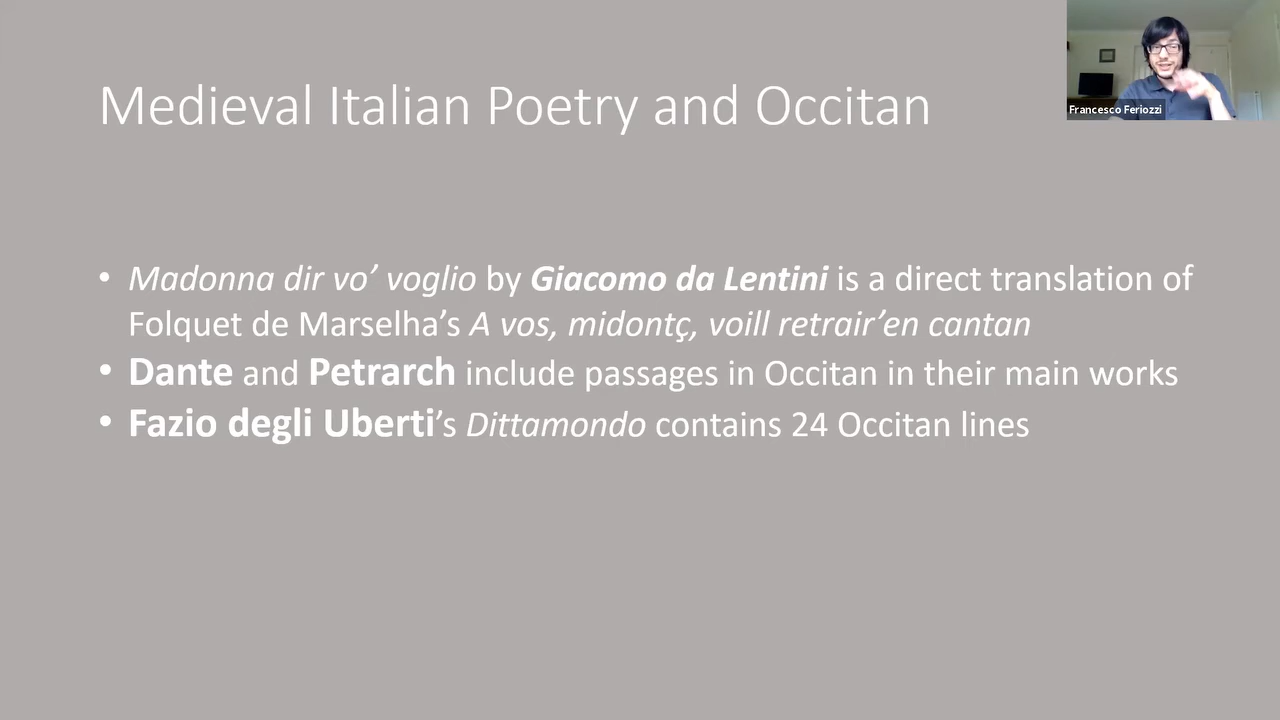 Medieval Italian Poetry and Occitan
Francesco Feriozzi
• Madonna dir vo’ voglio by Giacomo da Lentini is a direct translation of
Folquet de Marselha’s A vos, midontç, voill retrair’en cantan
• Dante and Petrarch include passages in Occitan in their main works
• Fazio degli Uberti’s Dittamondo contains 24 Occitan lines